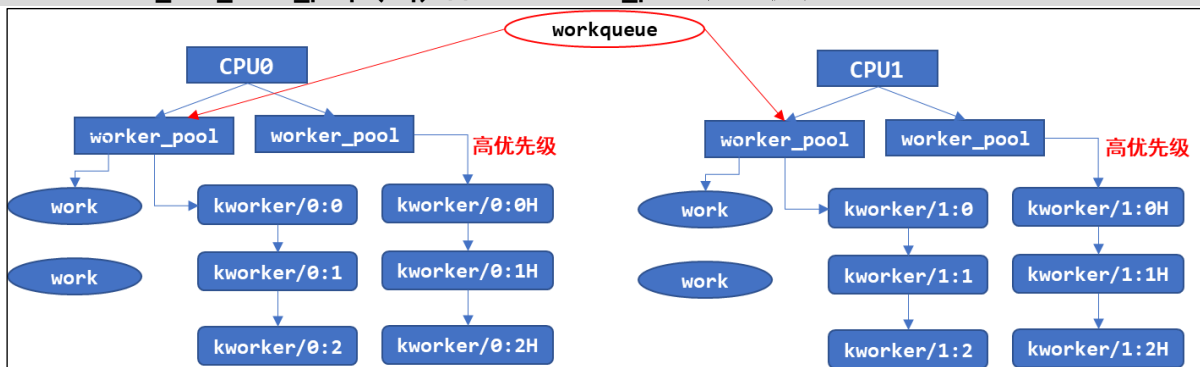 workqueue
CPU0
CPU1
worker_pool
worker_pool
高优先级
worker_pool
worker_pool
高优先级
work
kworker/0:0
kworker/0:0H
work
kworker/1:0
kworker/1:0H
work
kworker/0:1
kworker/0:1H
work
kworker/1:1
kworker/1:1H
kworker/0:2
kworker/0:2H
kworker/1:2
kworker/1:2H